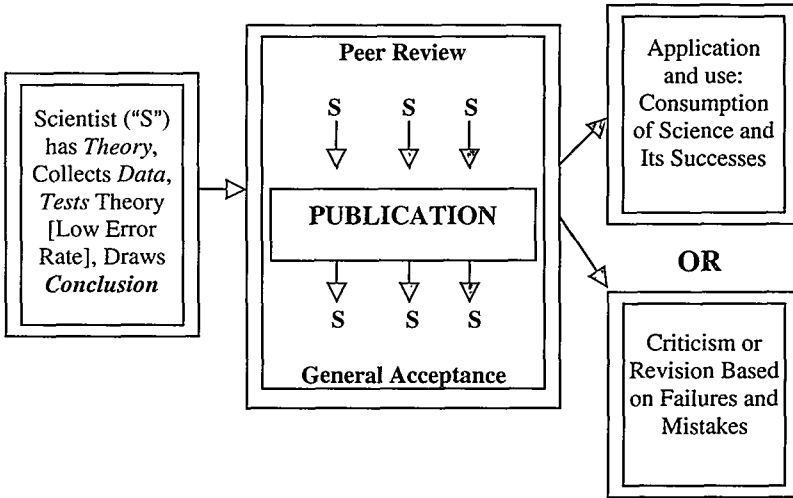 Scientist ("S")
has Theory,
Collects Data,
Tests Theory
[Low Error
Rate], Draws
Conclusion
Peer Review
S S S
PUBLICATION
S S S
General Acceptance
Application
and use:
Consumption
of Science and
Its Successes
OR
Criticism or
Revision Based
on Failures and
Mistakes